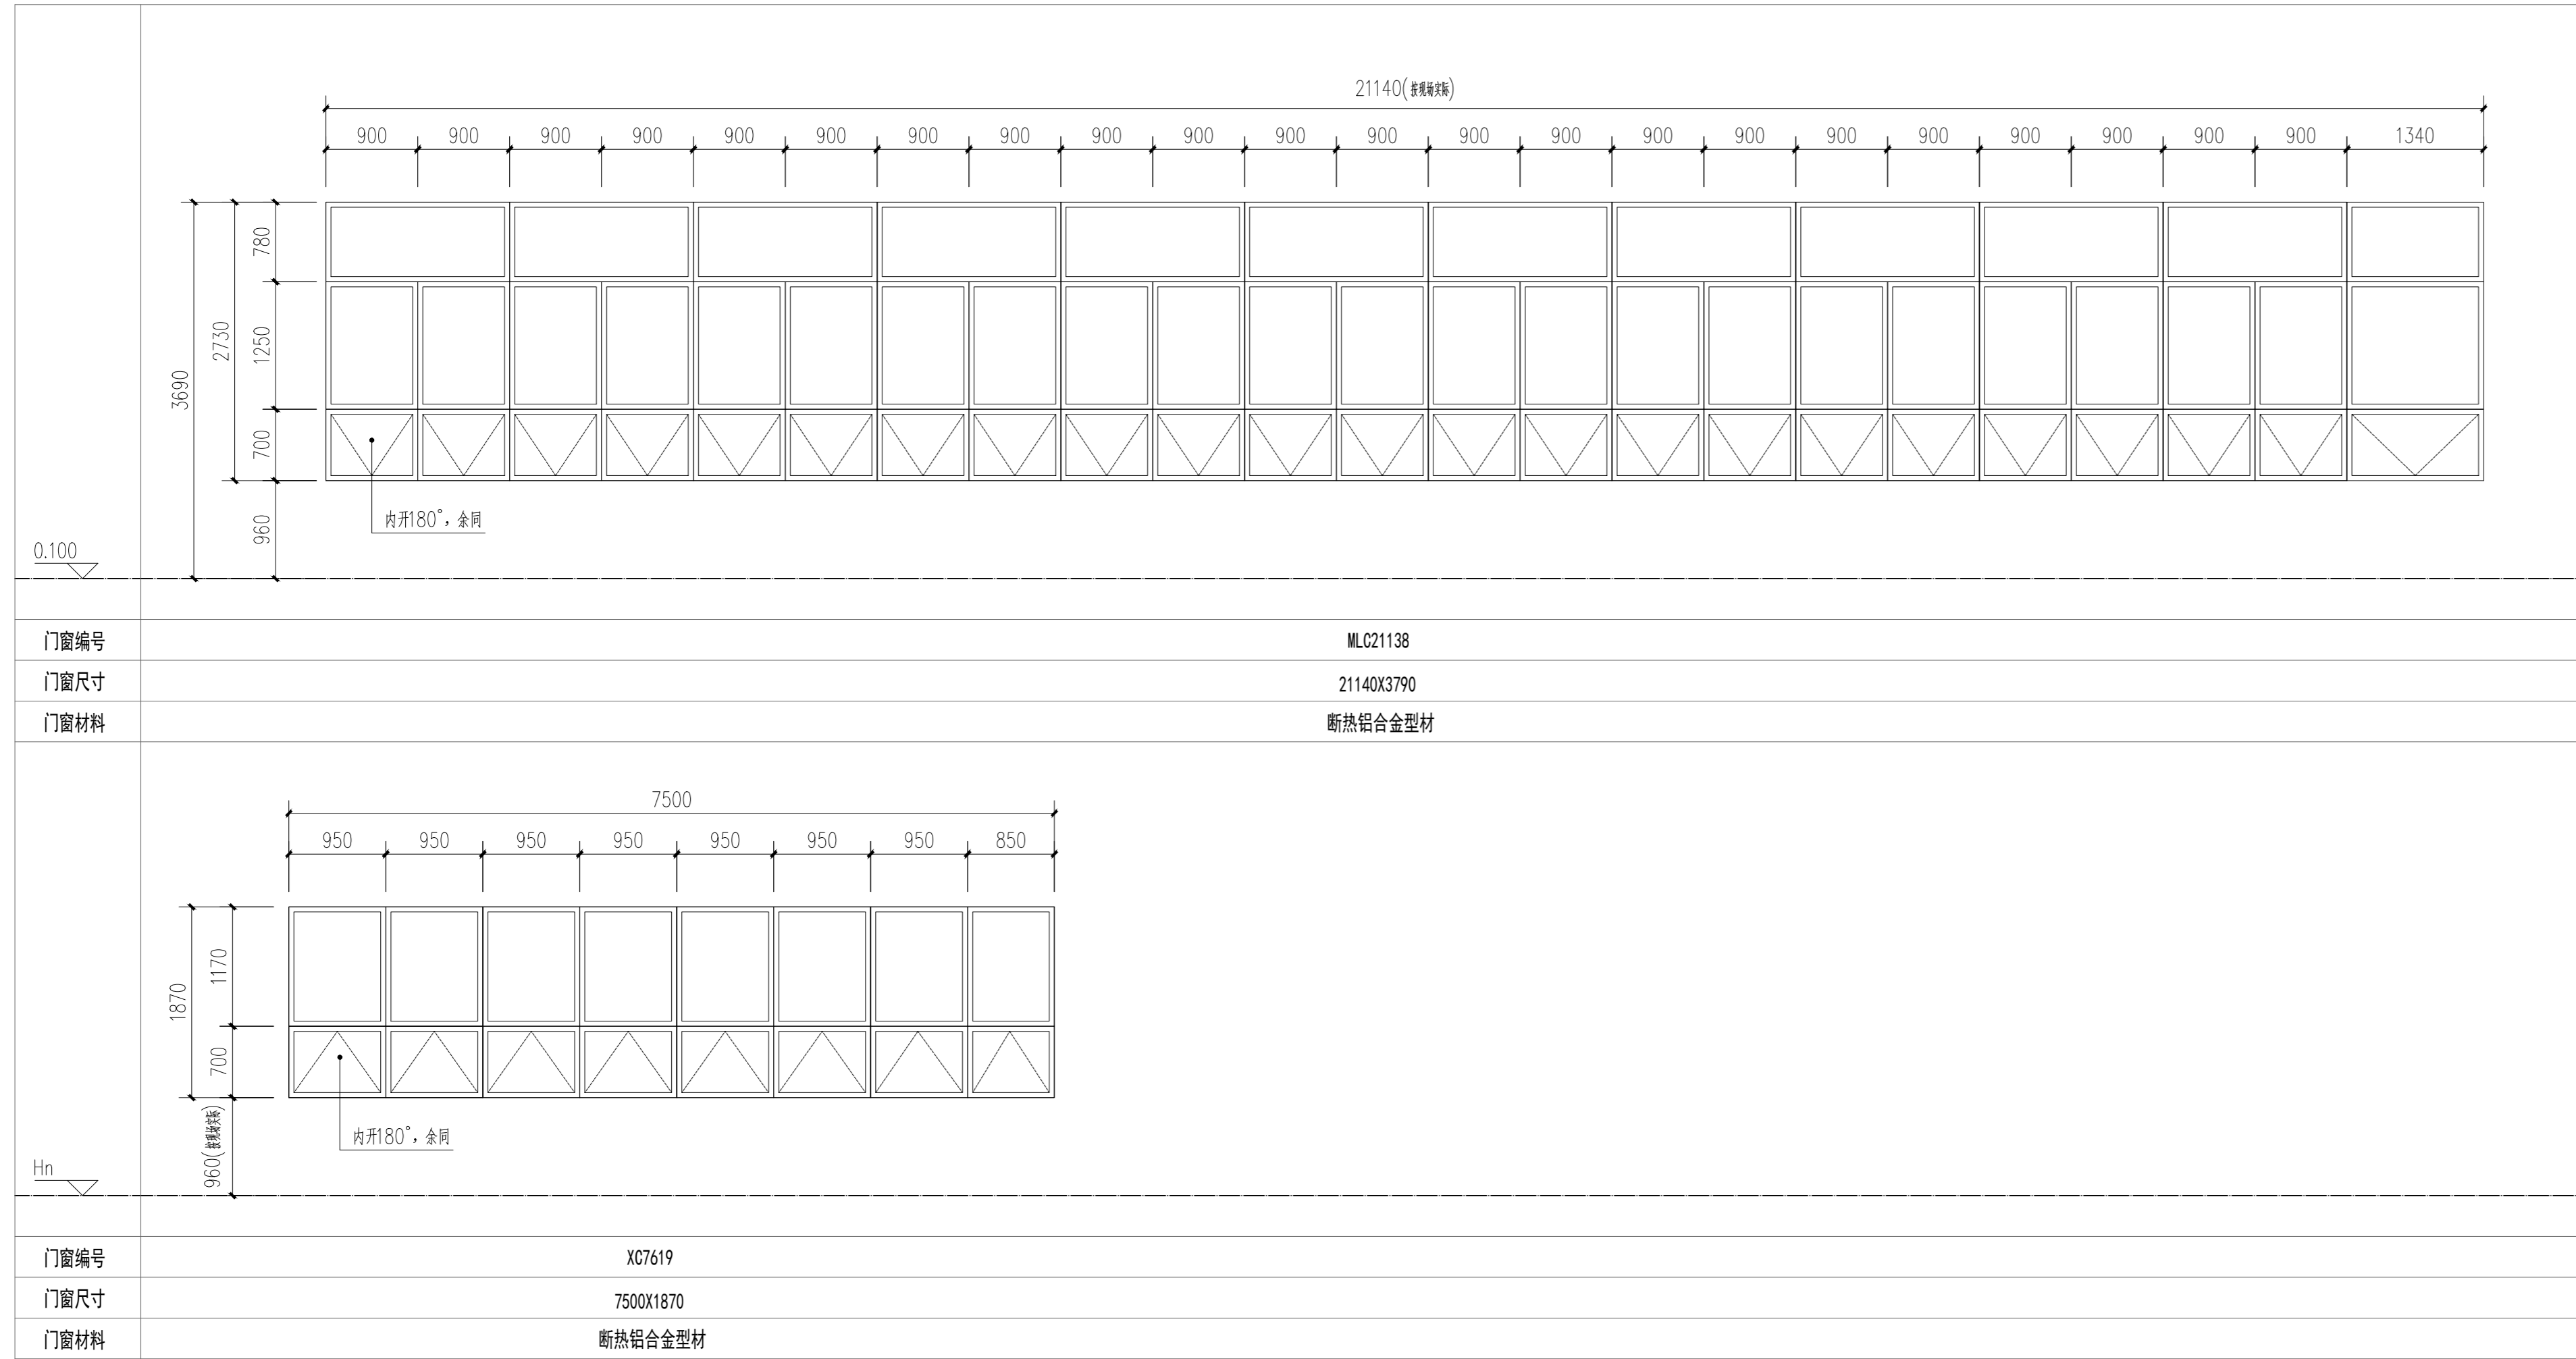 21140(按现场实际)
900 900 900 900 900 900 900 900 900 900 900 900 900 900 900 900 900 900 900 900 900 900 1340
780
1250
700
960
2730
3690
内开180°，余同
0.100
门窗编号 MLC21138
门窗尺寸 21140X3790
门窗材料 断热铝合金型材
7500
950 950 950 950 950 950 950 850
1170
700
960(按现场实际)
1870
内开180°，余同
Hn
门窗编号 XC7619
门窗尺寸 7500X1870
门窗材料 断热铝合金型材